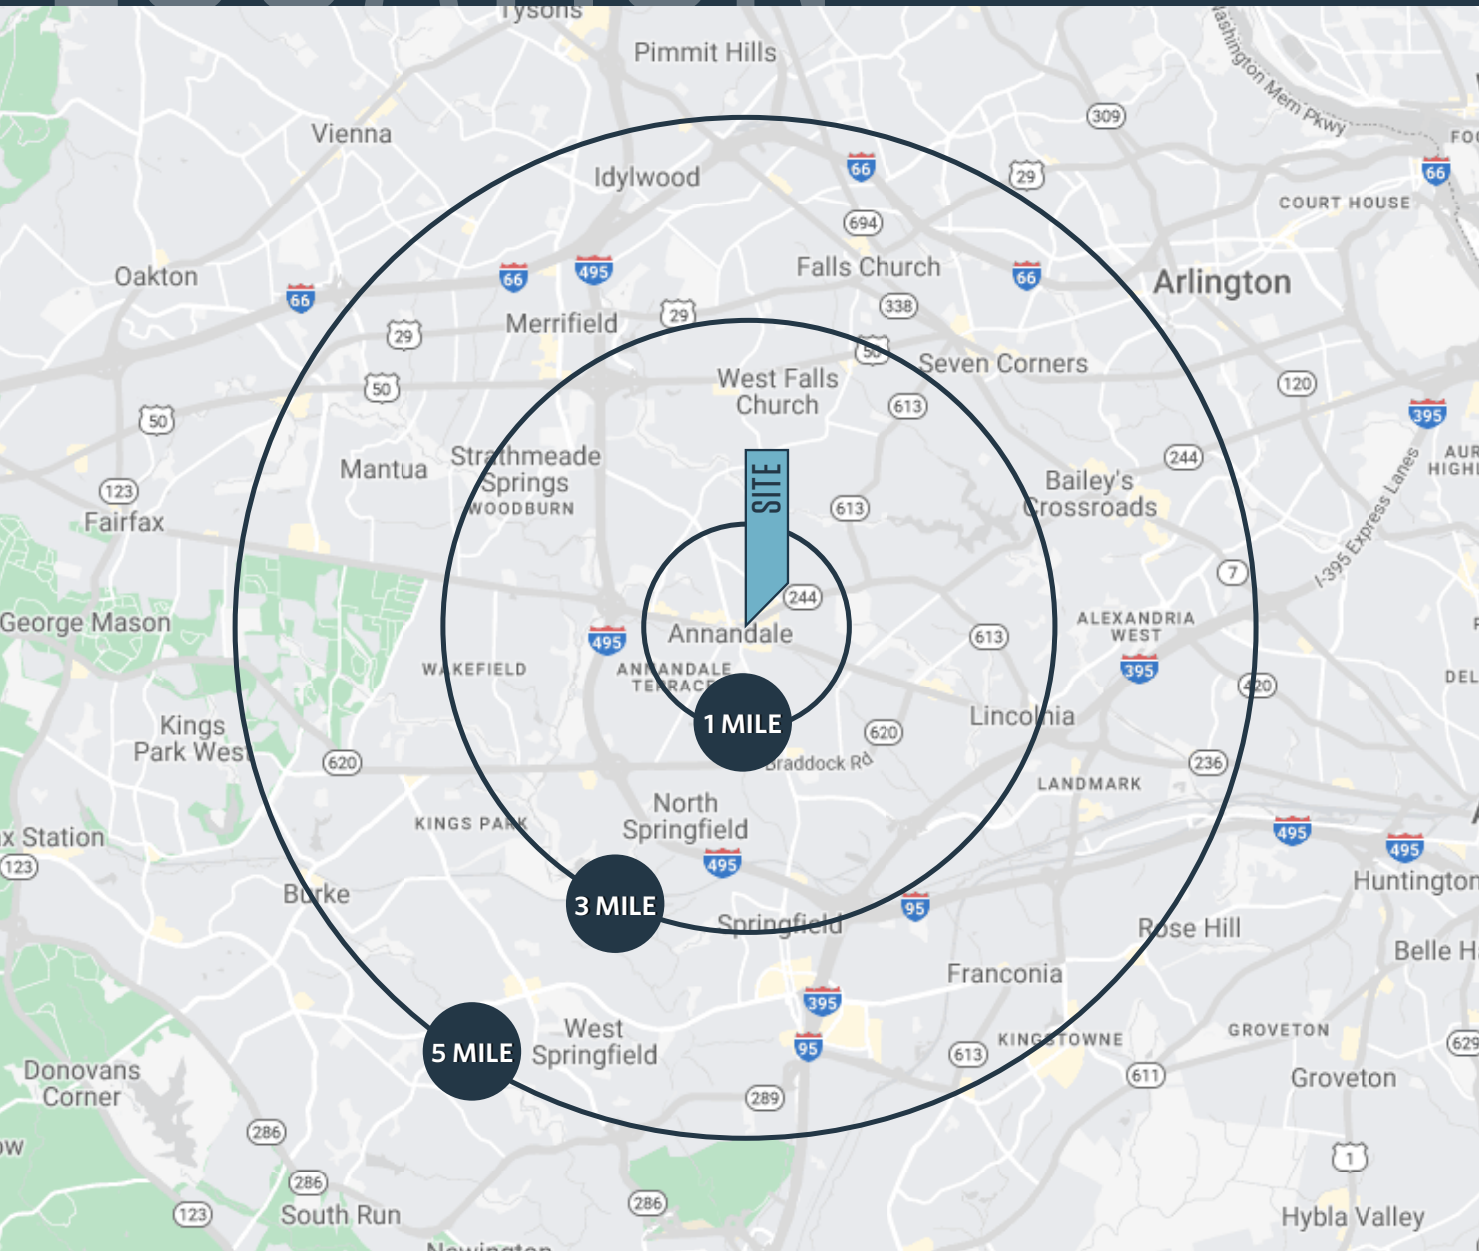 Tysons
Pimmit Hills
Washington Mem Pkwy
309
Vienna
66
Idylwood
29
66
COURT HOUSE
694
Falls Church
Oakton
66
495
66
Arlington
66
338
29
Merrifield
29
50
Seven Corners
West Falls
Church
50
120
613
395
50
Strathmeade
Springs
WOODBURN
Mantua
244
SITE
Bailey's
Crossroads
123
Fairfax
613
I-395 Express Lanes
7
244
George Mason
ALEXANDRIA
WEST
Annandale
613
495
WAKEFIELD
ANNANDALE
TERRACE
395
420
Kings
Park West
Lincolnia
1 MILE
620
620
Braddock Rd
236
LANDMARK
North
Springfield
KINGS PARK
495
495
x Station
495
123
Huntington
Burke
3 MILE
95
Springfield
Rose Hill
Belle Ha
Franconia
395
West
Springfield
5 MILE
95
613
KINGSTOWNE
GROVETON
629
Donovans
Corner
611
Groveton
289
286
ow
1
286
123
South Run
286
Hybla Valley
Newington